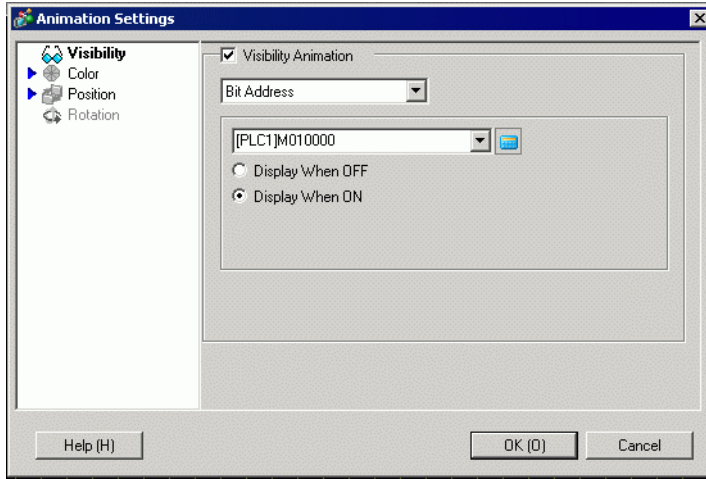 Animation Settings
Visibility
Color
Position
Rotation
Visibility Animation
Bit Address
[PLC1]M010000
Display When OFF
Display When ON
Help (H)
OK (O)
Cancel